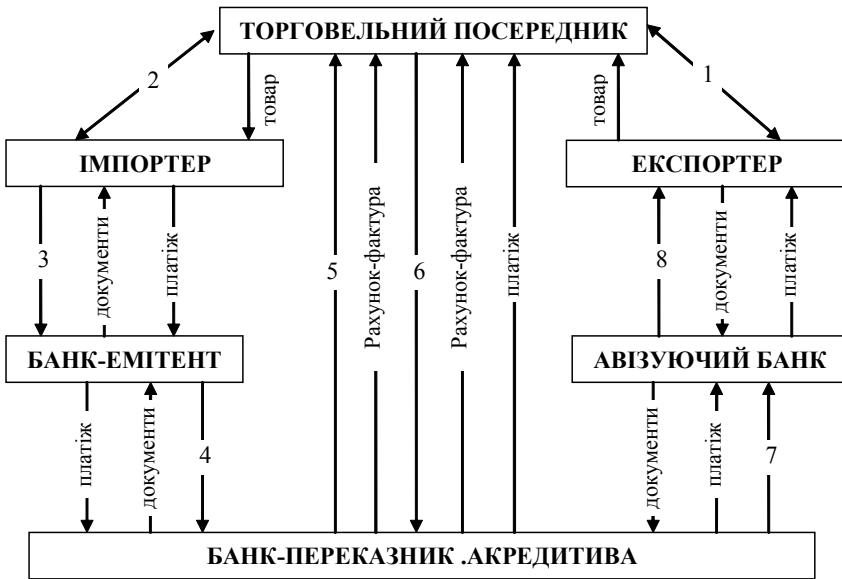 ТОРГОВЕЛЬНИЙ ПОСЕРЕДНИК
2
товар
товар
1
ІМПОРТЕР
ЕКСПОРТЕР
3
документи
платіж
5
Рахунок-фактура
6
Рахунок-фактура
платіж
8
документи
платіж
БАНК-ЕМІТЕНТ
АВІЗУЮЧИЙ БАНК
платіж
документи
4
документи
платіж
7
БАНК-ПЕРЕКАЗНИК .АКРЕДИТИВА